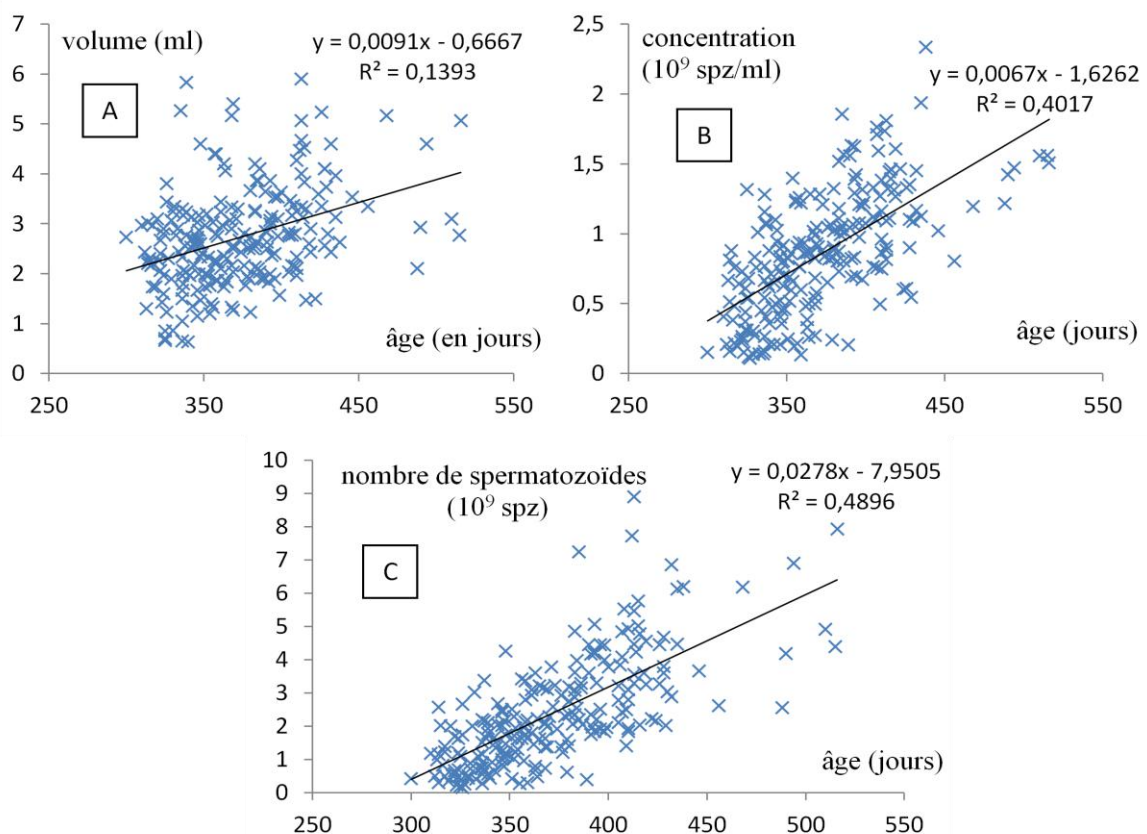 7
6
5
4
3
2
1
0
250
350
450
550
volume (ml)
y = 0,0091x - 0,6667
R² = 0,1393
A
âge (en jours)
2,5
2
1,5
1
0,5
0
250
350
450
550
concentration
(10⁹ spz/ml)
y = 0,0067x - 1,6262
R² = 0,4017
B
âge (jours)
10
9
8
7
6
5
4
3
2
1
0
250
300
350
400
450
500
550
nombre de spermatozoïdes
(10⁹ spz)
y = 0,0278x - 7,9505
R² = 0,4896
C
âge (jours)